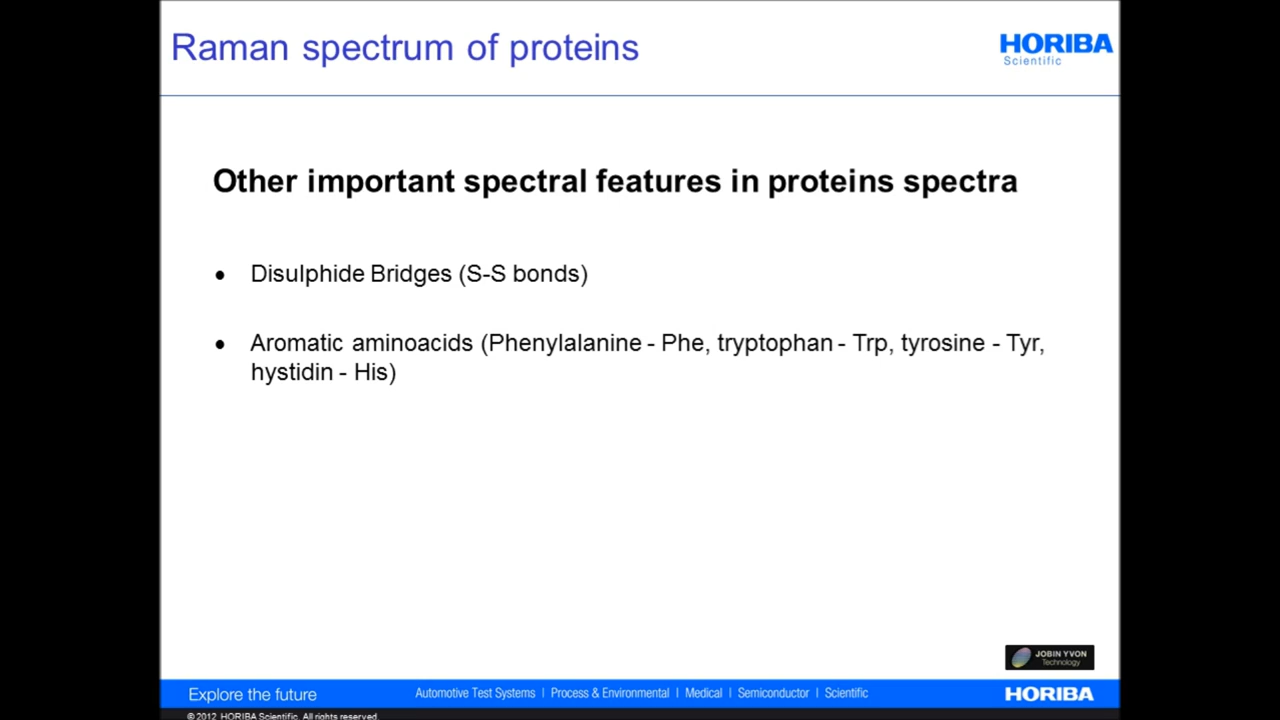 Raman spectrum of proteins
HORIBA
Scientific
Other important spectral features in proteins spectra
• Disulphide Bridges (S-S bonds)
• Aromatic aminoacids (Phenylalanine - Phe, tryptophan - Trp, tyrosine - Tyr,
hystidin - His)
JOBIN YVON
Technology
Explore the future
Automotive Test Systems | Process & Environmental | Medical | Semiconductor | Scientific
HORIBA
© 2012 HORIBA Scientific. All rights reserved.